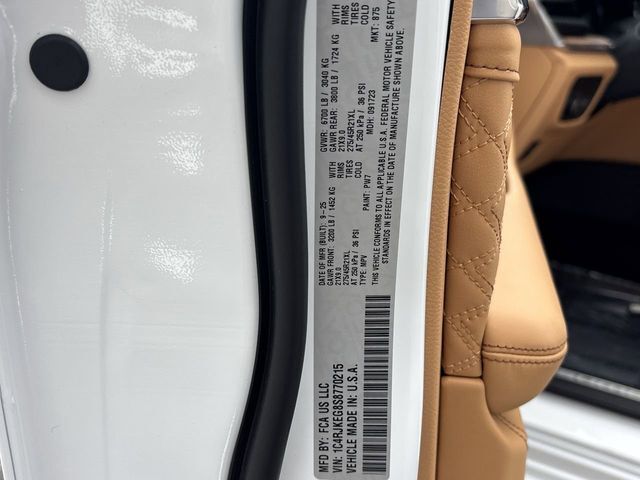 MFD BY: FCA US LLC
VIN: 1C4RJKEG8S8770215
VEHICLE MADE IN: U.S.A.
DATE OF MFR (BUILT): 9-25
GVWR: 6700 LB / 3040 KG
GAWR FRONT: 3200 LB / 1452 KG WITH
21X9.0 RIMS
275/45R21XL TIRES
AT 250 kPa / 36 PSI COLD
GAWR REAR: 3800 LB / 1724 KG WITH
21X9.0 RIMS
275/45R21XL TIRES
AT 250 kPa / 36 PSI COLD
TYPE: MPV PAINT: PW7 MDH: 091723 MKT: 875
THIS VEHICLE CONFORMS TO ALL APPLICABLE U.S.A. FEDERAL MOTOR VEHICLE SAFETY
STANDARDS IN EFFECT ON THE DATE OF MANUFACTURE SHOWN ABOVE.